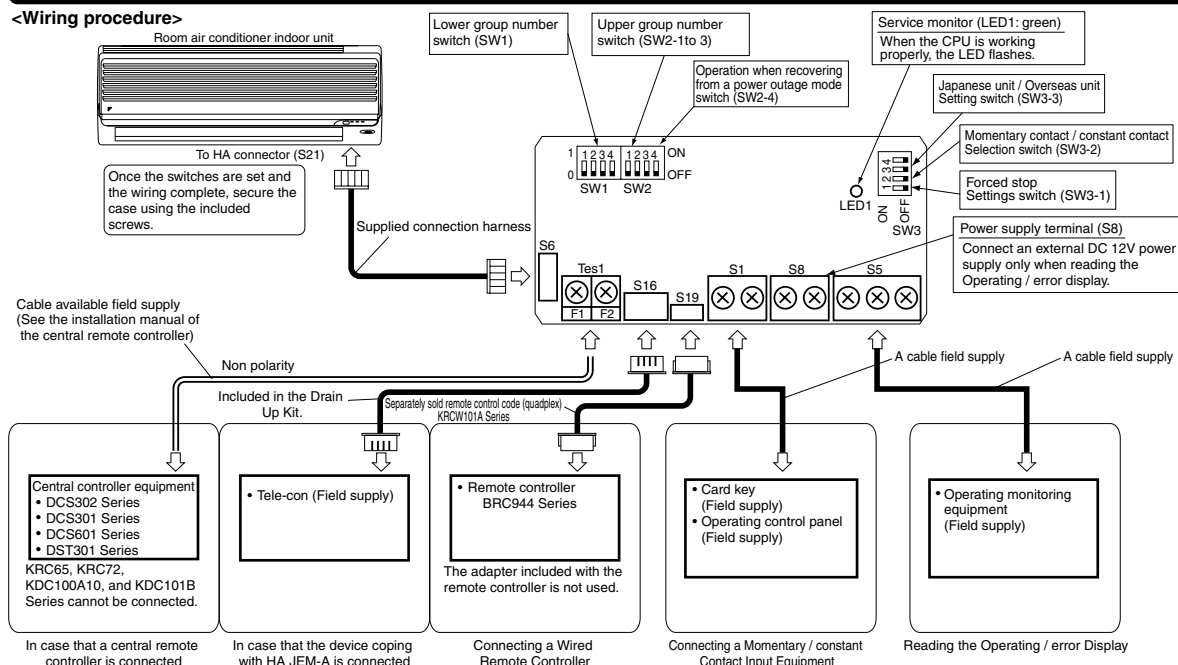 <Wiring procedure>
Room air conditioner indoor unit
Lower group number
switch (SW1)
Upper group number
switch (SW2-1to 3)
Operation when recovering
from a power outage mode
switch (SW2-4)
Service monitor (LED1: green)
When the CPU is working
properly, the LED flashes.
Japanese unit / Overseas unit
Setting switch (SW3-3)
Momentary contact / constant contact
Selection switch (SW3-2)
Forced stop
Settings switch (SW3-1)
Power supply terminal (S8)
Connect an external DC 12V power
supply only when reading the
Operating / error display.
To HA connector (S21)
Once the switches are set and
the wiring complete, secure the
case using the included
screws.
Supplied connection harness
1
0
1 2 3 4
1 2 3 4
ON
OFF
SW1
SW2
LED1
1 2 3 4
ON
OFF
SW3
S6
Tes1
F1
F2
S16
S19
S1
S8
S5
Cable available field supply
(See the installation manual of
the central remote controller)
Non polarity
Included in the Drain
Up Kit.
Separately sold remote control code (quadplex)
KRCW101A Series
A cable field supply
A cable field supply
Central controller equipment
• DCS302 Series
• DCS301 Series
• DCS601 Series
• DST301 Series
KRC65, KRC72,
KDC100A10, and KDC101B
Series cannot be connected.
• Tele-con (Field supply)
• Remote controller
BRC944 Series
The adapter included with the
remote controller is not used.
• Card key
(Field supply)
• Operating control panel
(Field supply)
• Operating monitoring
equipment
(Field supply)
In case that a central remote
controller is connected
In case that the device coping
with HA JEM-A is connected
Connecting a Wired
Remote Controller
Connecting a Momentary / constant
Contact Input Equipment
Reading the Operating / error Display